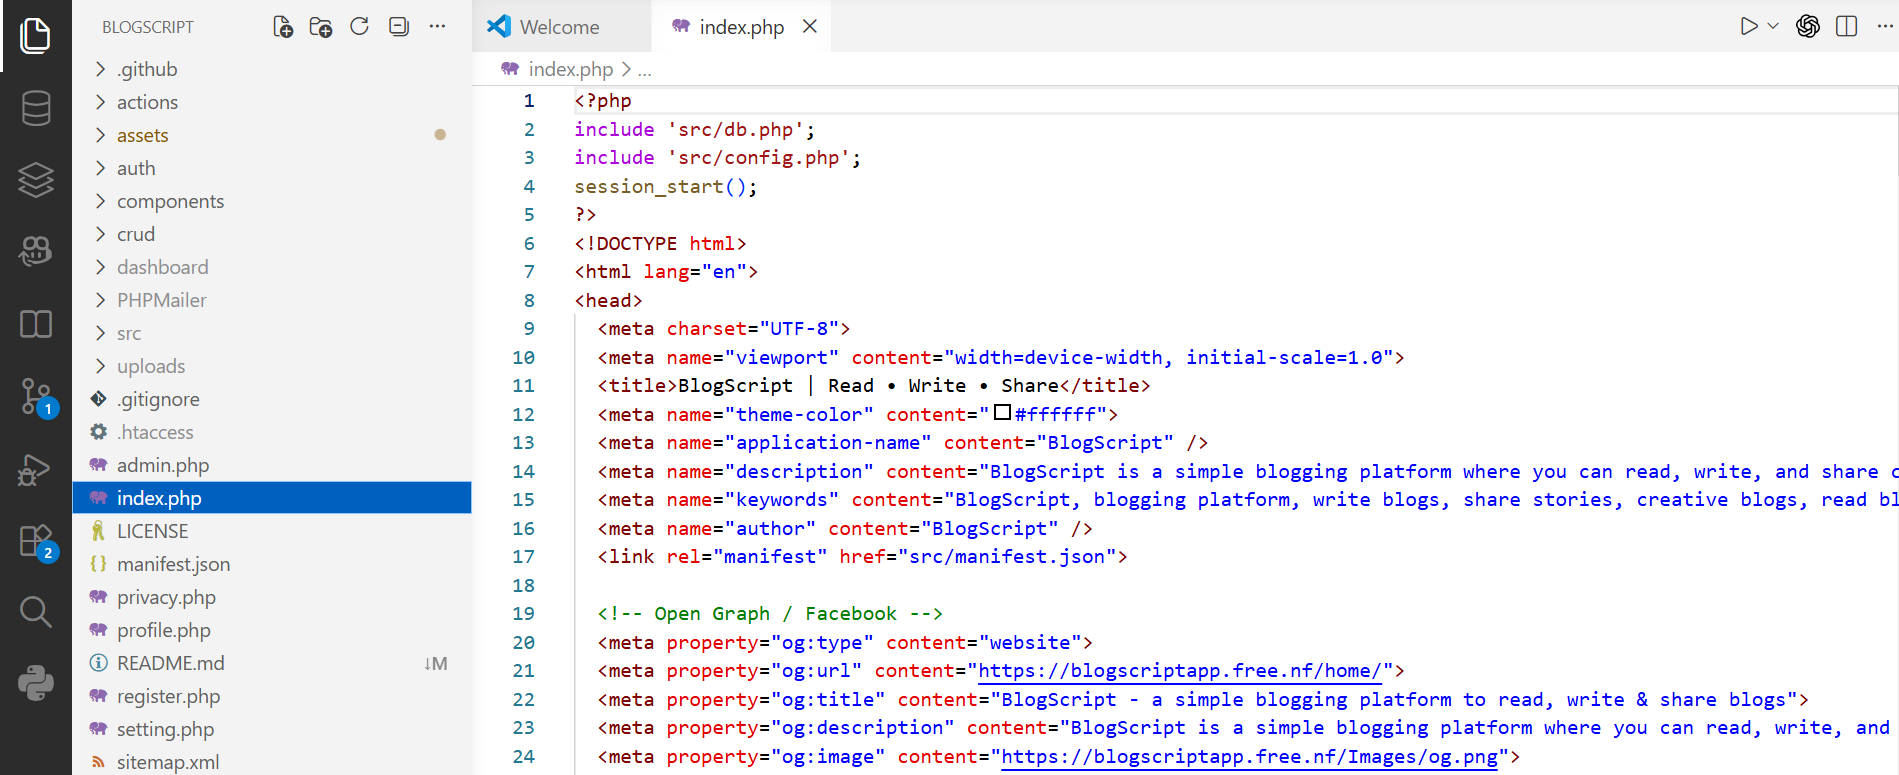 BLOGSCRIPT
.github
actions
assets
auth
components
crud
dashboard
PHPMailer
src
uploads
.gitignore
.htaccess
admin.php
index.php
LICENSE
manifest.json
privacy.php
profile.php
README.md ↓M
register.php
setting.php
sitemap.xml
1
2
Welcome
index.php
index.php > ...
1 <?php
2 include 'src/db.php';
3 include 'src/config.php';
4 session_start();
5 ?>
6 <!DOCTYPE html>
7 <html lang="en">
8 <head>
9 <meta charset="UTF-8">
10 <meta name="viewport" content="width=device-width, initial-scale=1.0">
11 <title>BlogScript | Read • Write • Share</title>
12 <meta name="theme-color" content="#ffffff">
13 <meta name="application-name" content="BlogScript" />
14 <meta name="description" content="BlogScript is a simple blogging platform where you can read, write, and share
15 <meta name="keywords" content="BlogScript, blogging platform, write blogs, share stories, creative blogs, read
16 <meta name="author" content="BlogScript" />
17 <link rel="manifest" href="src/manifest.json">
18
19 <!-- Open Graph / Facebook -->
20 <meta property="og:type" content="website">
21 <meta property="og:url" content="https://blogscriptapp.free.nf/home/">
22 <meta property="og:title" content="BlogScript - a simple blogging platform to read, write & share blogs">
23 <meta property="og:description" content="BlogScript is a simple blogging platform where you can read, write, and
24 <meta property="og:image" content="https://blogscriptapp.free.nf/Images/og.png">